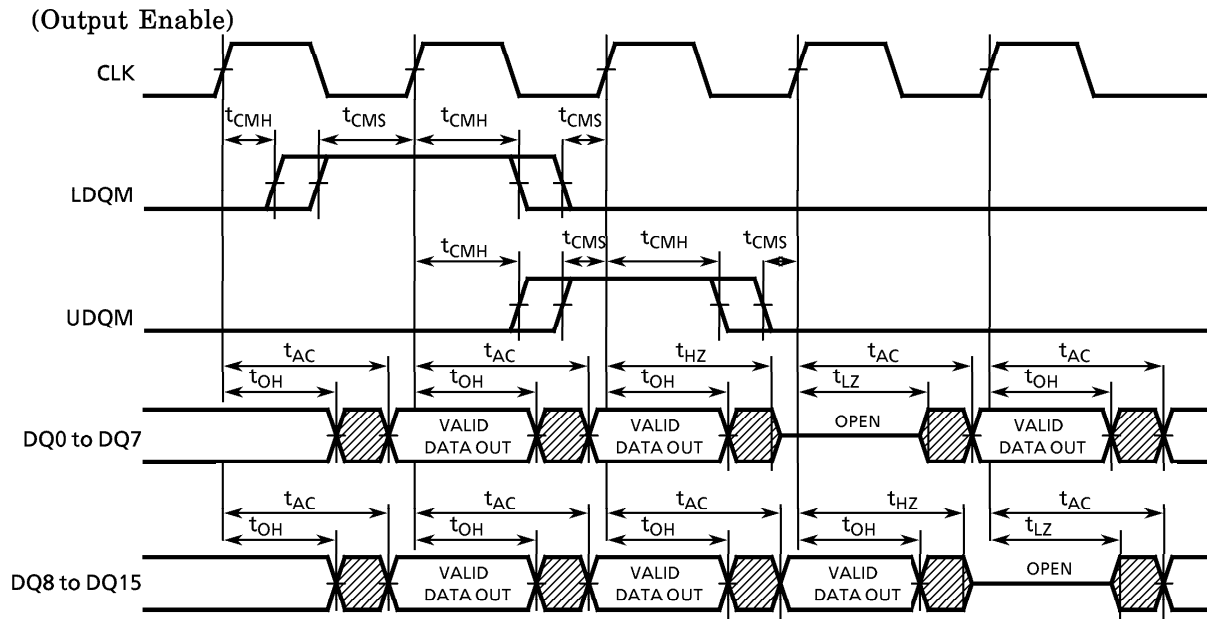 (Output Enable)
CLK
tCMH tCMS tCMH tCMS
LDQM
tCMH tCMS tCMH tCMS
UDQM
tAC tAC tHZ tAC tAC
tOH tOH tOH tLZ tOH
DQ0 to DQ7 VALID DATA OUT VALID DATA OUT OPEN VALID DATA OUT
tAC tAC tAC tHZ tAC
tOH tOH tOH tOH tLZ
DQ8 to DQ15 VALID DATA OUT VALID DATA OUT VALID DATA OUT OPEN